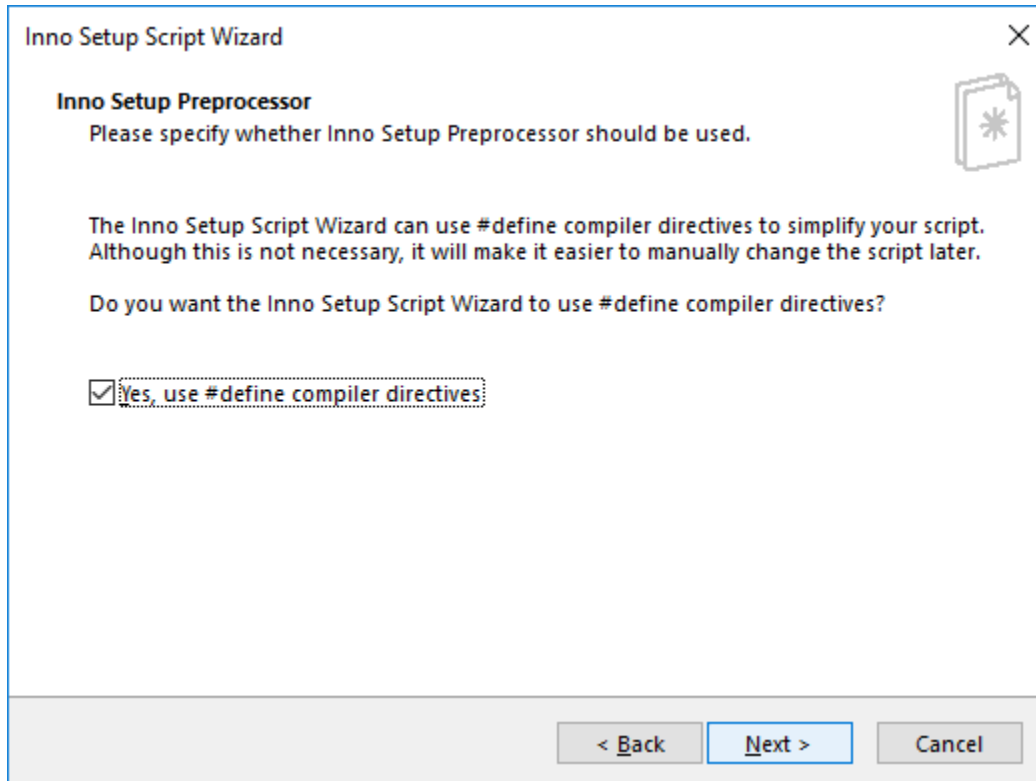 Inno Setup Script Wizard
Inno Setup Preprocessor
Please specify whether Inno Setup Preprocessor should be used.
The Inno Setup Script Wizard can use #define compiler directives to simplify your script.
Although this is not necessary, it will make it easier to manually change the script later.
Do you want the Inno Setup Script Wizard to use #define compiler directives?
Yes, use #define compiler directives
< Back Next > Cancel